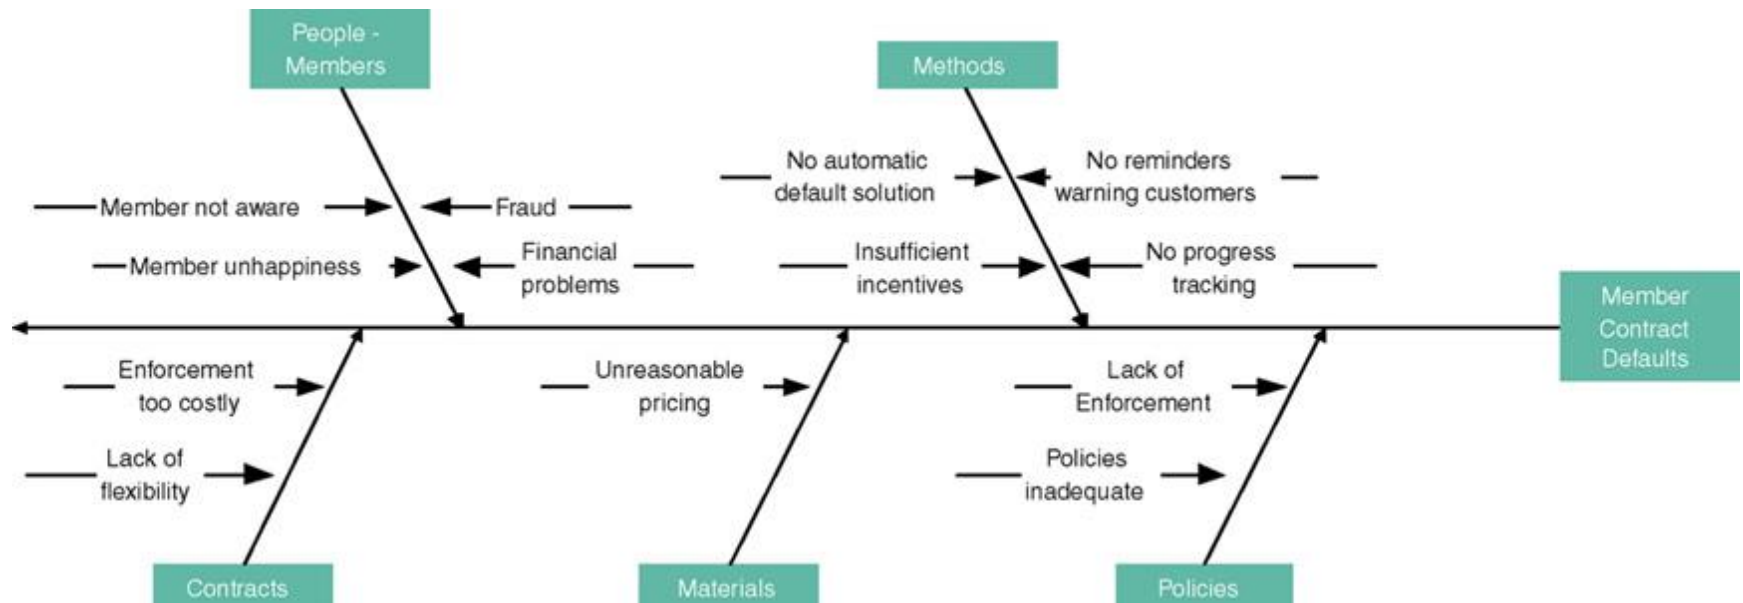 People -
Members
Methods
No automatic
default solution
No reminders
warning customers
Member not aware
Fraud
Member unhappiness
Financial
problems
Insufficient
incentives
No progress
tracking
Member
Contract
Defaults
Enforcement
too costly
Unreasonable
pricing
Lack of
Enforcement
Lack of
flexibility
Policies
inadequate
Contracts
Materials
Policies